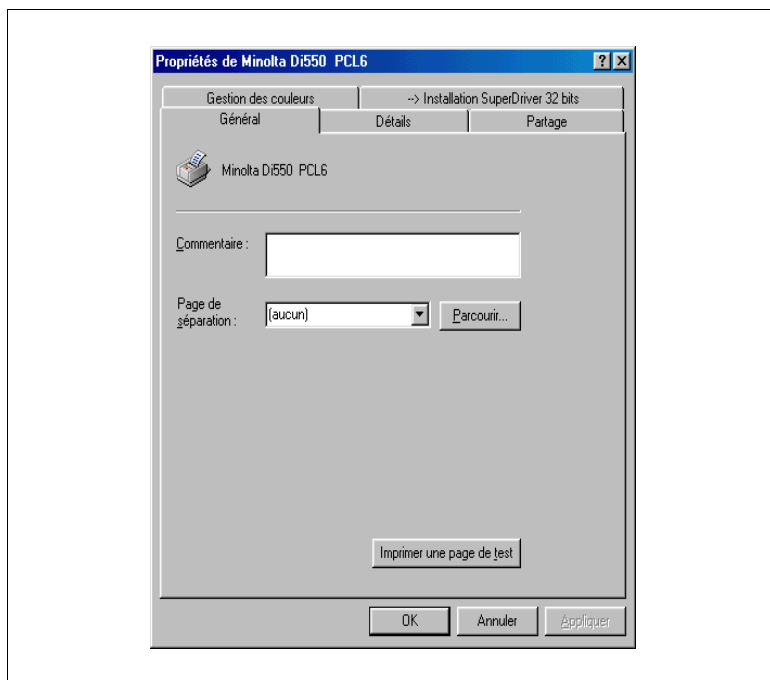 Propriétés de Minolta Di550 PCL6
Gestion des couleurs
--> Installation SuperDriver 32 bits
Général
Détails
Partage
Minolta Di550 PCL6
Commentaire :
Page de
séparation :
(aucun)
Parcourir...
Imprimer une page de test
OK
Annuler
Appliquer